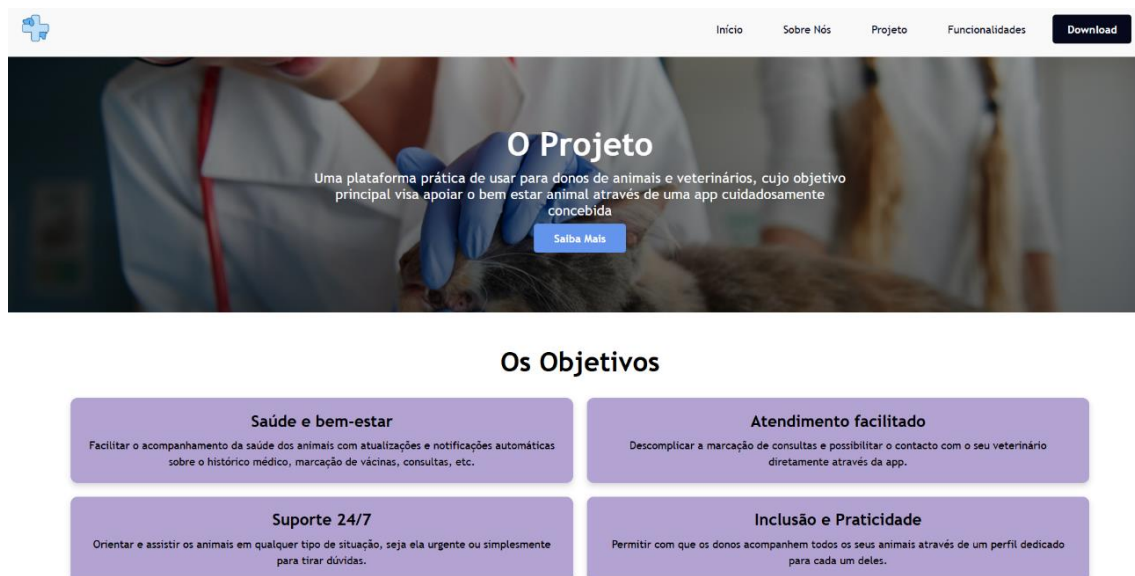 Início
Sobre Nós
Projeto
Funcionalidades
Download
O Projeto
Uma plataforma prática de usar para donos de animais e veterinários, cujo objetivo
principal visa apoiar o bem estar animal através de uma app cuidadosamente
concebida
Saiba Mais
Os Objetivos
Saúde e bem-estar
Facilitar o acompanhamento da saúde dos animais com atualizações e notificações automáticas
sobre o histórico médico, marcação de vácinas, consultas, etc.
Atendimento facilitado
Descomplicar a marcação de consultas e possibilitar o contacto com o seu veterinário
diretamente através da app.
Suporte 24/7
Orientar e assistir os animais em qualquer tipo de situação, seja ela urgente ou simplesmente
para tirar dúvidas.
Inclusão e Praticidade
Permitir com que os donos acompanhem todos os seus animais através de um perfil dedicado
para cada um deles.